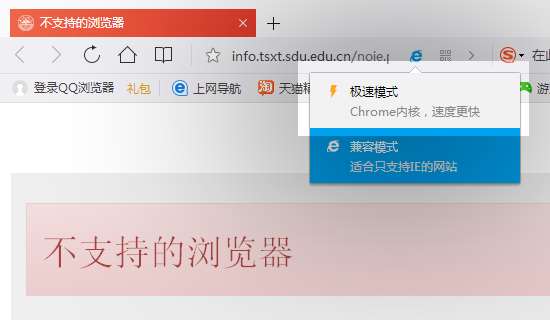 不支持的浏览器
info.tsxt.sdu.edu.cn/noie.
在此
登录QQ浏览器 礼包 上网导航 天猫精 游
极速模式
Chrome内核，速度更快
兼容模式
适合只支持IE的网站
不支持的浏览器